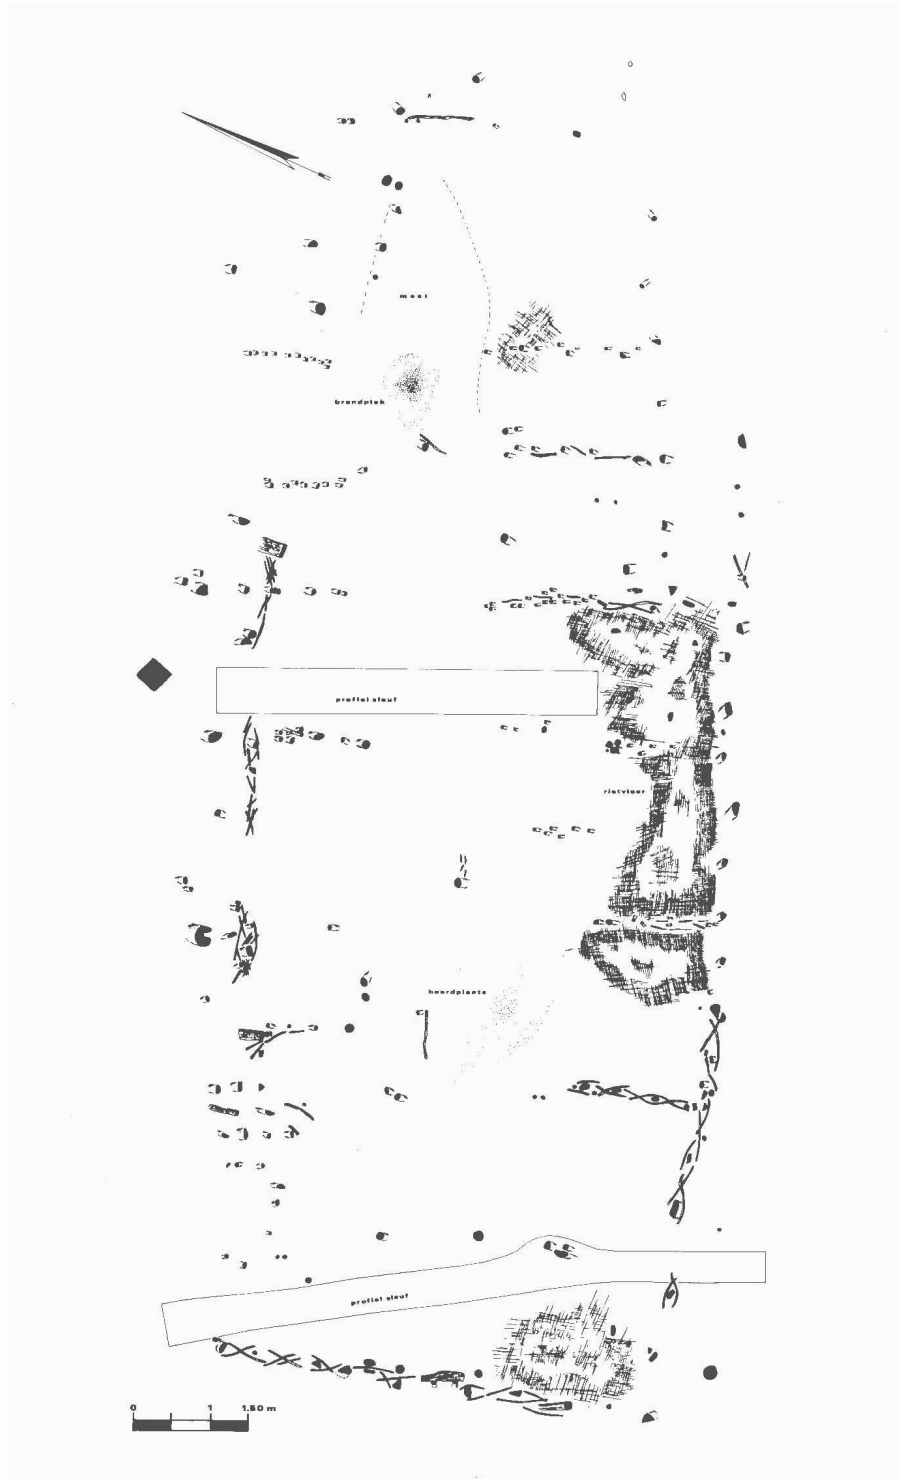 mest
brandplek
profiel sleuf
rietvloer
haardplaats
profiel sleuf
0 1 1.50 m